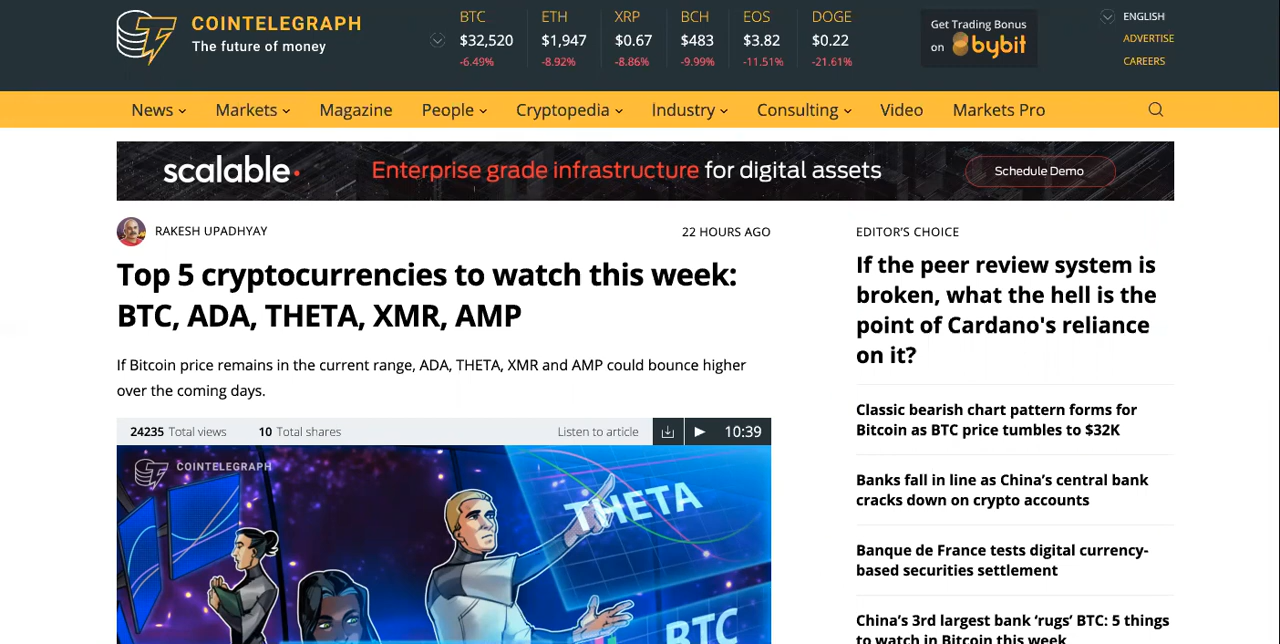 COINTELEGRAPH
The future of money
BTC
$32,520
-6.49%
ETH
$1,947
-8.92%
XRP
$0.67
-8.86%
BCH
$483
-9.99%
EOS
$3.82
-11.51%
DOGE
$0.22
-21.61%
Get Trading Bonus
on bybit
ENGLISH
ADVERTISE
CAREERS
News
Markets
Magazine
People
Cryptopedia
Industry
Consulting
Video
Markets Pro
scalable.
Enterprise grade infrastructure for digital assets
Schedule Demo
RAKESH UPADHYAY
22 HOURS AGO
Top 5 cryptocurrencies to watch this week:
BTC, ADA, THETA, XMR, AMP
If Bitcoin price remains in the current range, ADA, THETA, XMR and AMP could bounce higher
over the coming days.
24235 Total views
10 Total shares
Listen to article
10:39
COINTELEGRAPH
THETA
BTC
EDITOR'S CHOICE
If the peer review system is
broken, what the hell is the
point of Cardano's reliance
on it?
Classic bearish chart pattern forms for
Bitcoin as BTC price tumbles to $32K
Banks fall in line as China’s central bank
cracks down on crypto accounts
Banque de France tests digital currency-
based securities settlement
China’s 3rd largest bank ‘rugs’ BTC: 5 things
to watch in Bitcoin this week